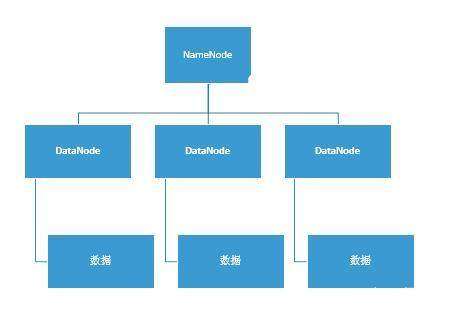 NameNode
DataNode
DataNode
DataNode
数据
数据
数据